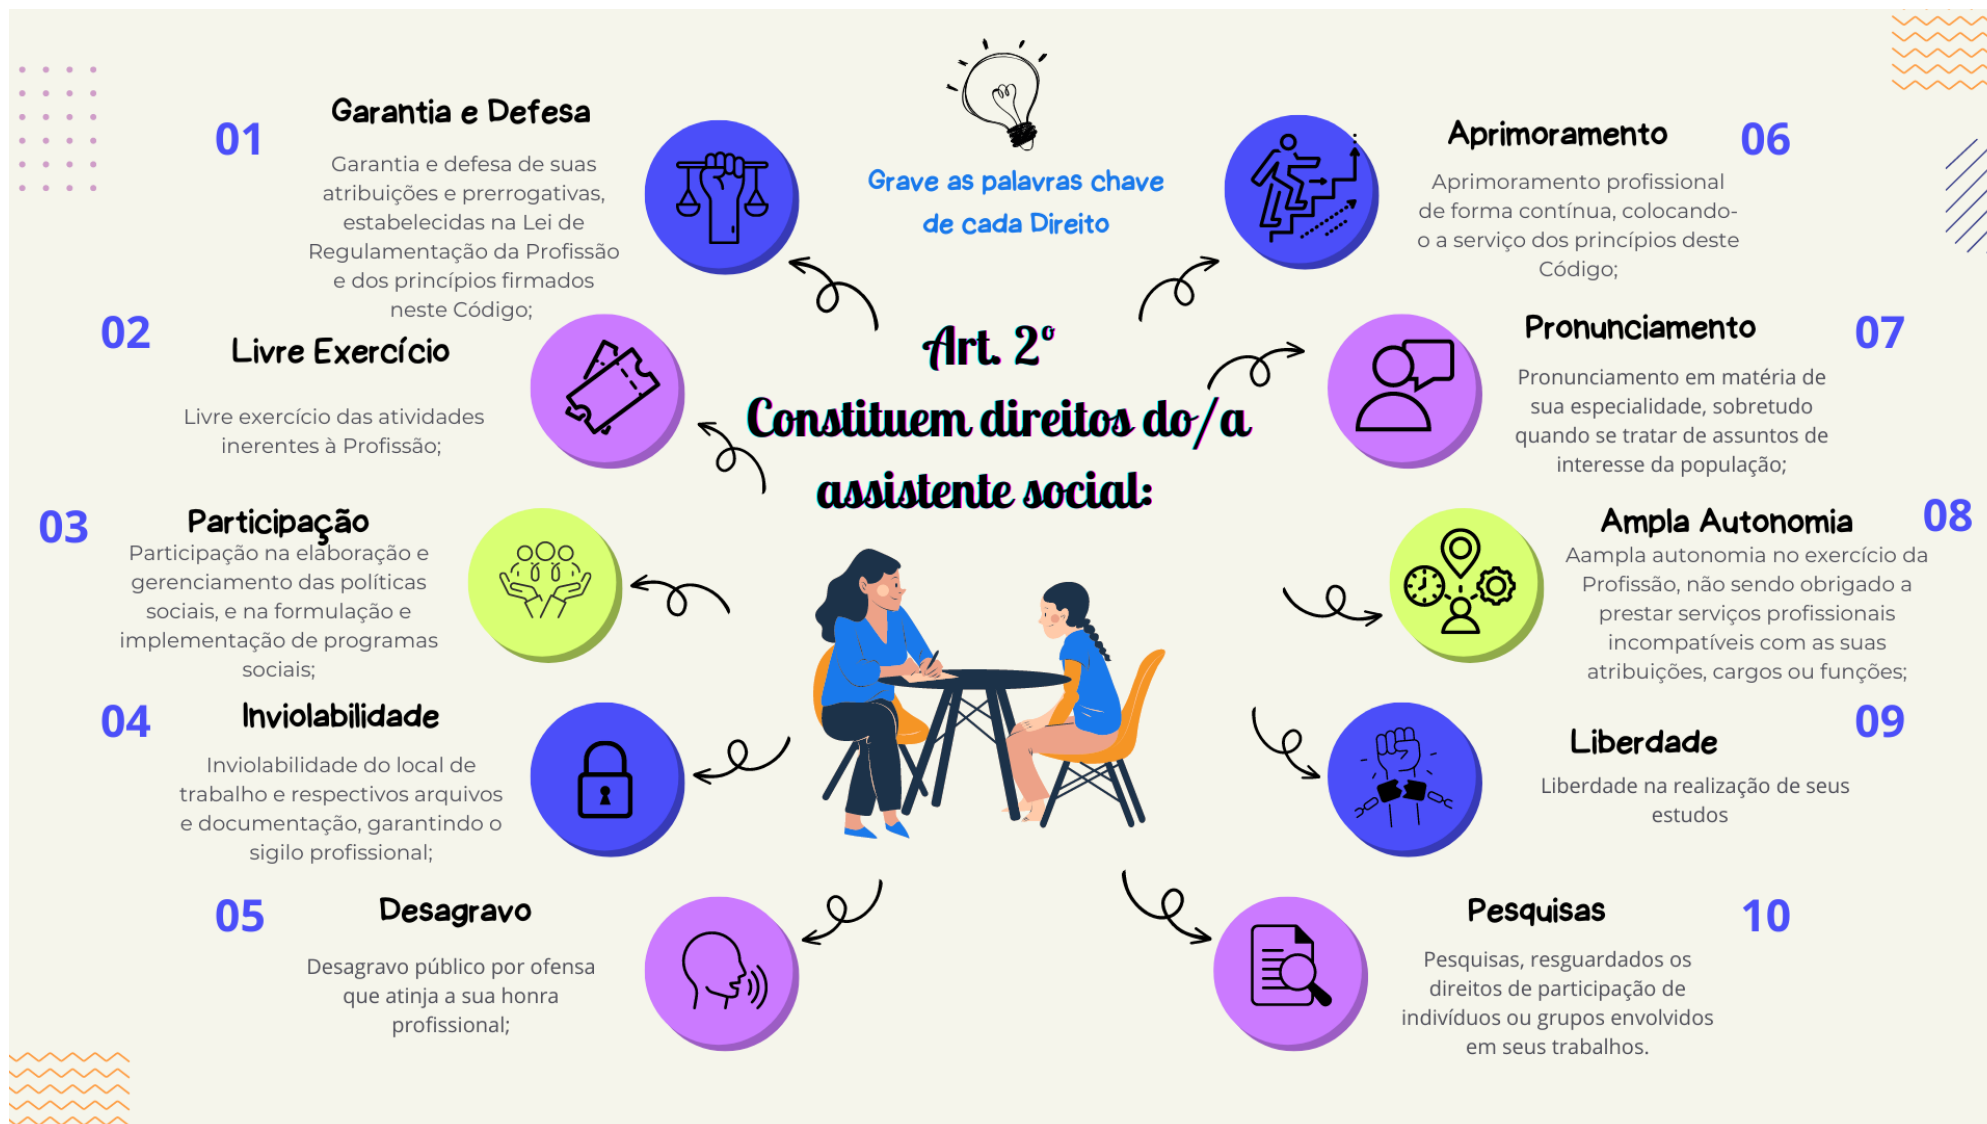 Grave as palavras chave
de cada Direito
Art. 2º
Constituem direitos do/a
assistente social:
01
Garantia e Defesa
Garantia e defesa de suas
atribuições e prerrogativas,
estabelecidas na Lei de
Regulamentação da Profissão
e dos princípios firmados
neste Código;
02
Livre Exercício
Livre exercício das atividades
inerentes à Profissão;
03
Participação
Participação na elaboração e
gerenciamento das políticas
sociais, e na formulação e
implementação de programas
sociais;
04
Inviolabilidade
Inviolabilidade do local de
trabalho e respectivos arquivos
e documentação, garantindo o
sigilo profissional;
05
Desagravo
Desagravo público por ofensa
que atinja a sua honra
profissional;
06
Aprimoramento
Aprimoramento profissional
de forma contínua, colocando-
o a serviço dos princípios deste
Código;
07
Pronunciamento
Pronunciamento em matéria de
sua especialidade, sobretudo
quando se tratar de assuntos de
interesse da população;
08
Ampla Autonomia
Aampla autonomia no exercício da
Profissão, não sendo obrigado a
prestar serviços profissionais
incompatíveis com as suas
atribuições, cargos ou funções;
09
Liberdade
Liberdade na realização de seus
estudos
10
Pesquisas
Pesquisas, resguardados os
direitos de participação de
indivíduos ou grupos envolvidos
em seus trabalhos.